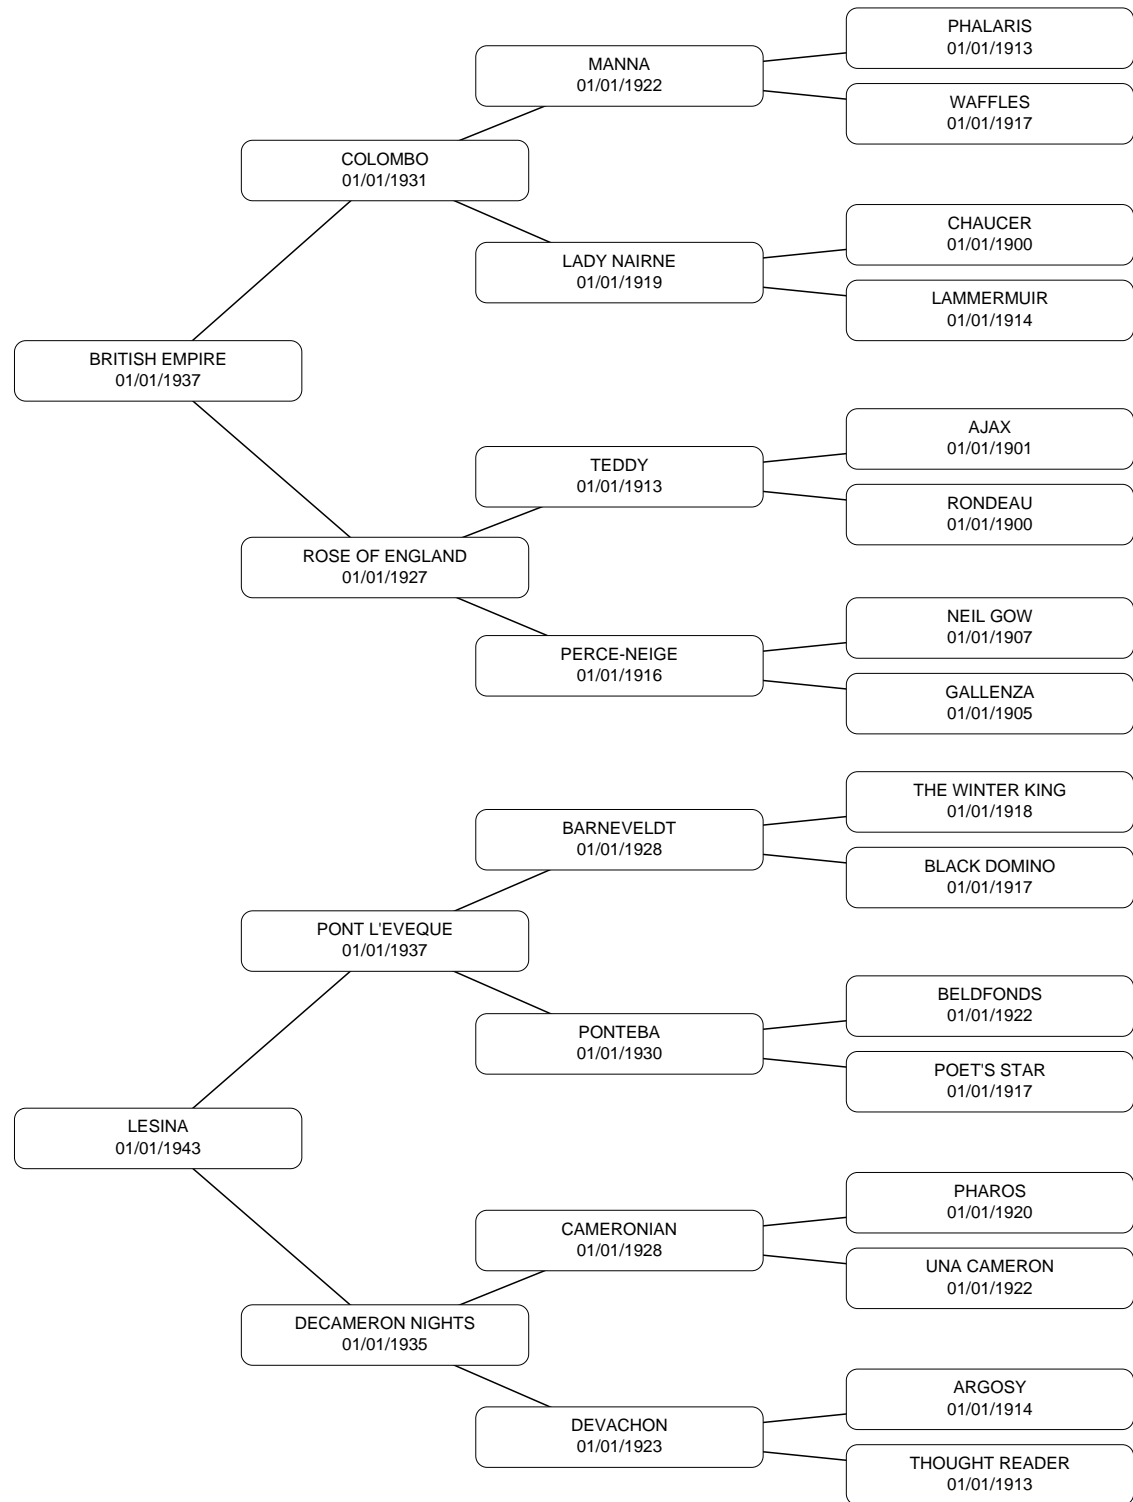 PHALARIS
01/01/1913
MANNA
01/01/1922
WAFFLES
01/01/1917
COLOMBO
01/01/1931
CHAUCER
01/01/1900
LADY NAIRNE
01/01/1919
LAMMERMUIR
01/01/1914
BRITISH EMPIRE
01/01/1937
AJAX
01/01/1901
TEDDY
01/01/1913
RONDEAU
01/01/1900
ROSE OF ENGLAND
01/01/1927
NEIL GOW
01/01/1907
PERCE-NEIGE
01/01/1916
GALLENZA
01/01/1905
THE WINTER KING
01/01/1918
BARNEVELDT
01/01/1928
BLACK DOMINO
01/01/1917
PONT L'EVEQUE
01/01/1937
BELDFONDS
01/01/1922
PONTEBA
01/01/1930
POET'S STAR
01/01/1917
LESINA
01/01/1943
PHAROS
01/01/1920
CAMERONIAN
01/01/1928
UNA CAMERON
01/01/1922
DECAMERON NIGHTS
01/01/1935
ARGOSY
01/01/1914
DEVACHON
01/01/1923
THOUGHT READER
01/01/1913